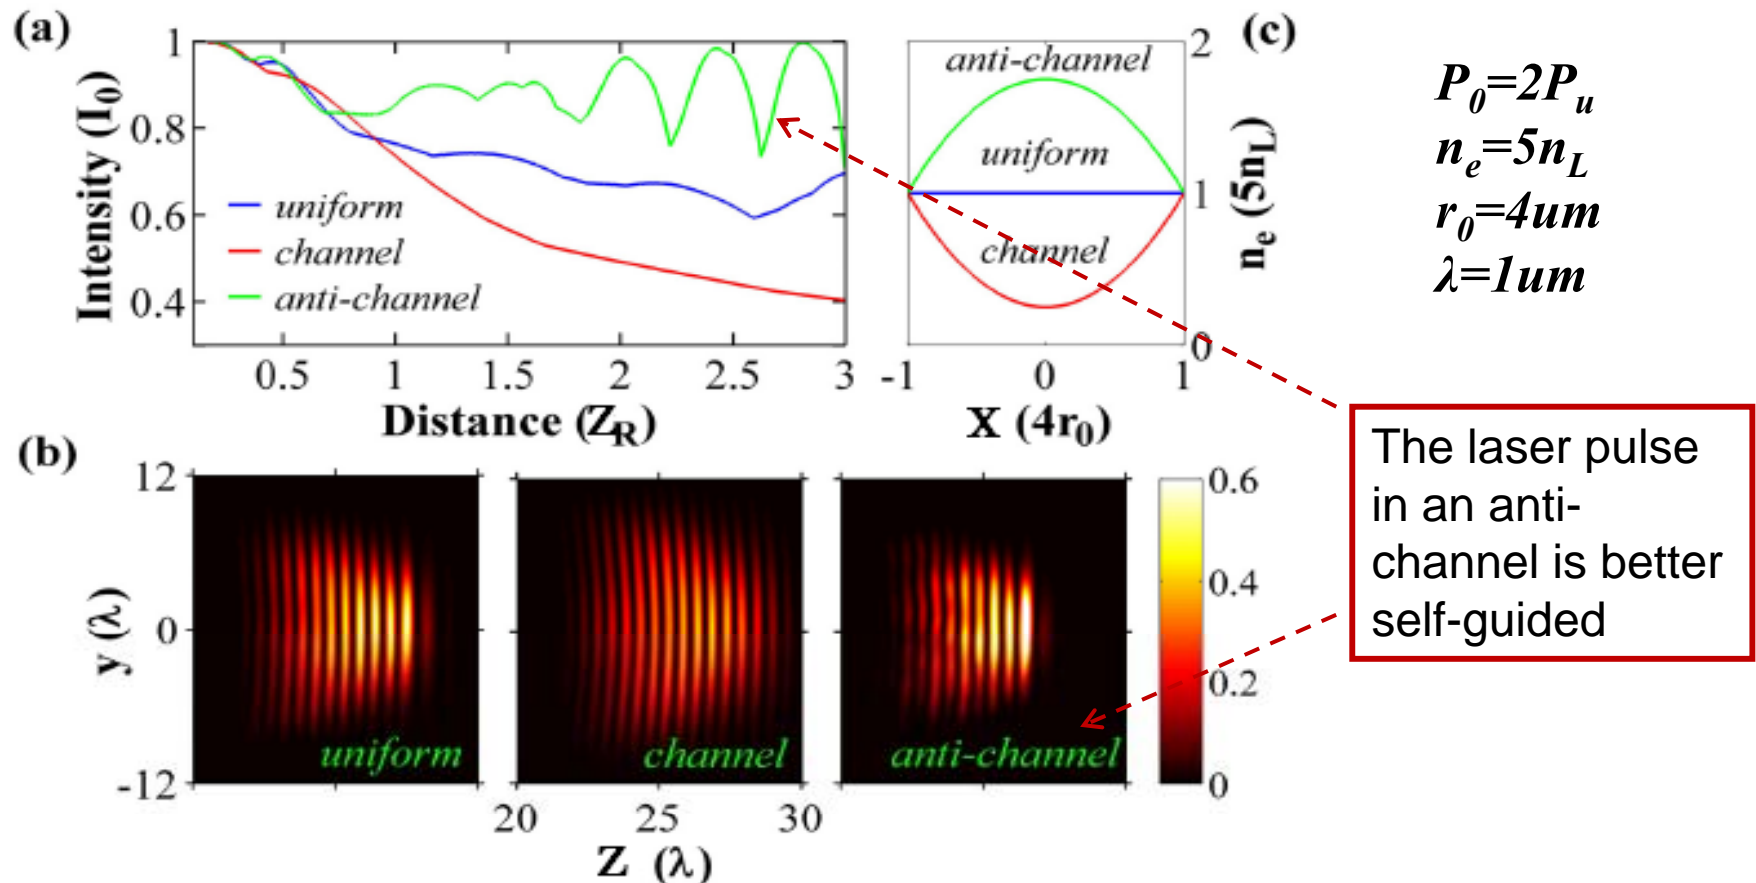 (a)
Intensity (I₀)
1
0.8
0.6
0.4
uniform
channel
anti-channel
0.5
1
1.5
2
2.5
3
Distance (Z_R)
(c)
anti-channel
uniform
channel
2
1
0
nₑ (5n_L)
-1
0
1
X (4r₀)
P₀=2Pᵤ
nₑ=5n_L
r₀=4um
λ=1um
The laser pulse
in an anti-
channel is better
self-guided
(b)
y (λ)
12
0
-12
uniform
channel
anti-channel
20
25
30
Z (λ)
0.6
0.4
0.2
0